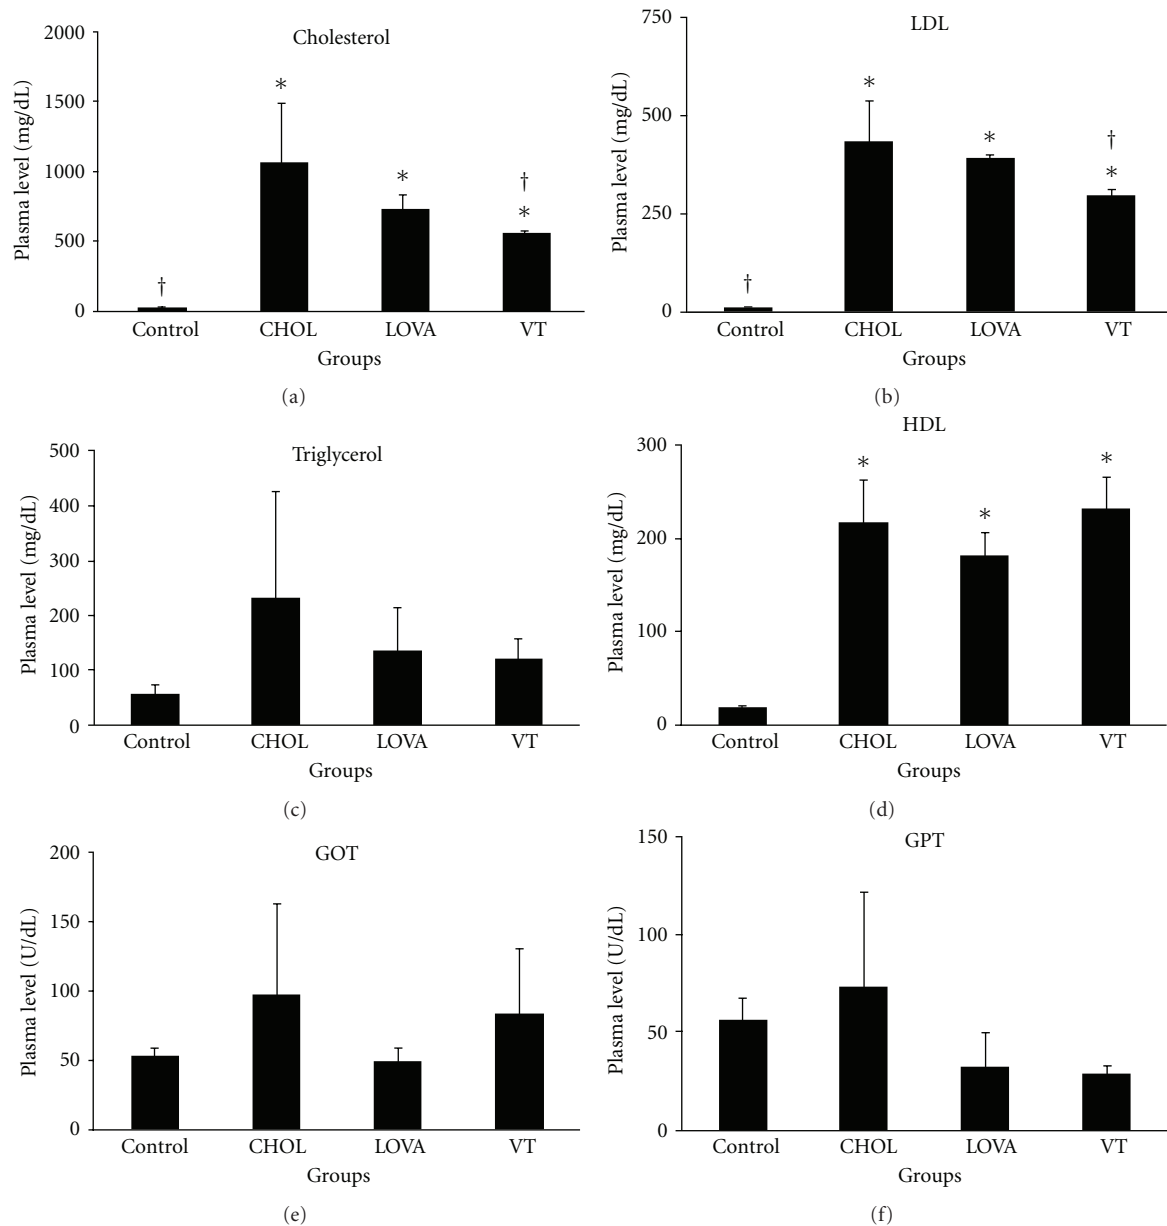 Cholesterol
Plasma level (mg/dL)
2000
1500
1000
500
0
†
*
*
†
*
Control CHOL LOVA VT
Groups
(a)
LDL
Plasma level (mg/dL)
750
500
250
0
†
*
*
†
*
Control CHOL LOVA VT
Groups
(b)
Triglycerol
Plasma level (mg/dL)
500
400
300
200
100
0
Control CHOL LOVA VT
Groups
(c)
HDL
Plasma level (mg/dL)
300
200
100
0
*
*
*
Control CHOL LOVA VT
Groups
(d)
GOT
Plasma level (U/dL)
200
150
100
50
0
Control CHOL LOVA VT
Groups
(e)
GPT
Plasma level (U/dL)
150
100
50
0
Control CHOL LOVA VT
Groups
(f)